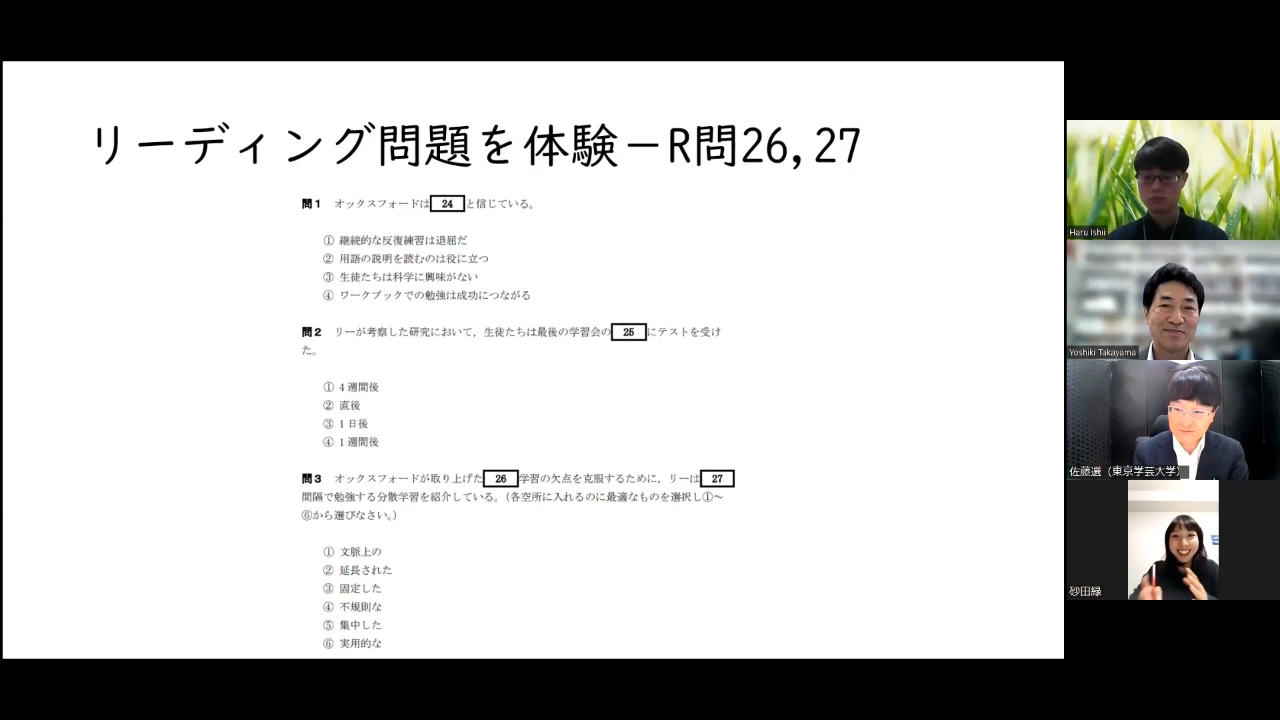 リーディング問題を体験－R問26,27
問1 オックスフォードは 24 と信じている。
① 継続的な反復練習は退屈だ
② 用語の説明を読むのは役に立つ
③ 生徒たちは科学に興味がない
④ ワークブックでの勉強は成功につながる
問2 リーが考察した研究において，生徒たちは最後の学習会の 25 にテストを受け
た。
① 4週間後
② 直後
③ 1日後
④ 1週間後
問3 オックスフォードが取り上げた 26 学習の欠点を克服するために，リーは 27
間隔で勉強する分散学習を紹介している。（各空所に入れるのに最適なものを選択し①～
⑥から選びなさい。）
① 文脈上の
② 延長された
③ 固定した
④ 不規則な
⑤ 集中した
⑥ 実用的な
Haru Ishii
Yoshiki Takayama
佐藤選（東京学芸大学）
砂田緑